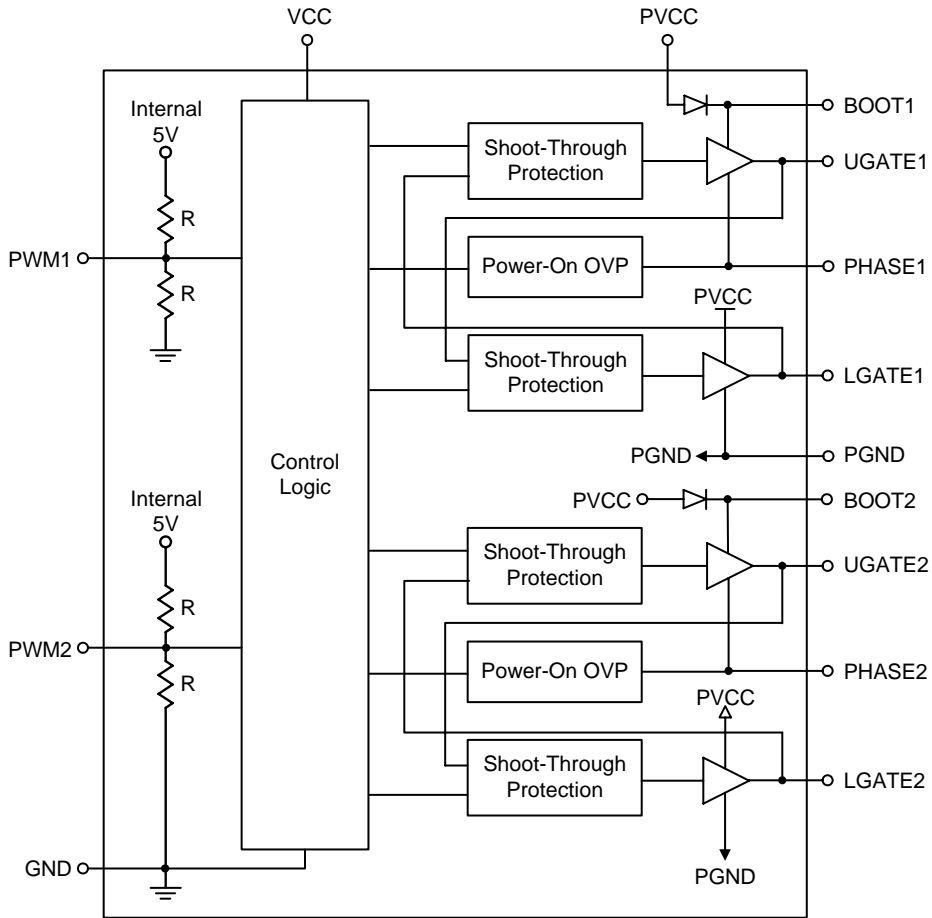 VCC
PVCC
Internal
5V
BOOT1
Shoot-Through
Protection
UGATE1
R
PWM1
R
Power-On OVP
PHASE1
PVCC
Shoot-Through
Protection
LGATE1
Control
Logic
PGND
PGND
Internal
5V
PVCC
BOOT2
Shoot-Through
Protection
UGATE2
R
PWM2
R
Power-On OVP
PHASE2
PVCC
Shoot-Through
Protection
LGATE2
GND
PGND